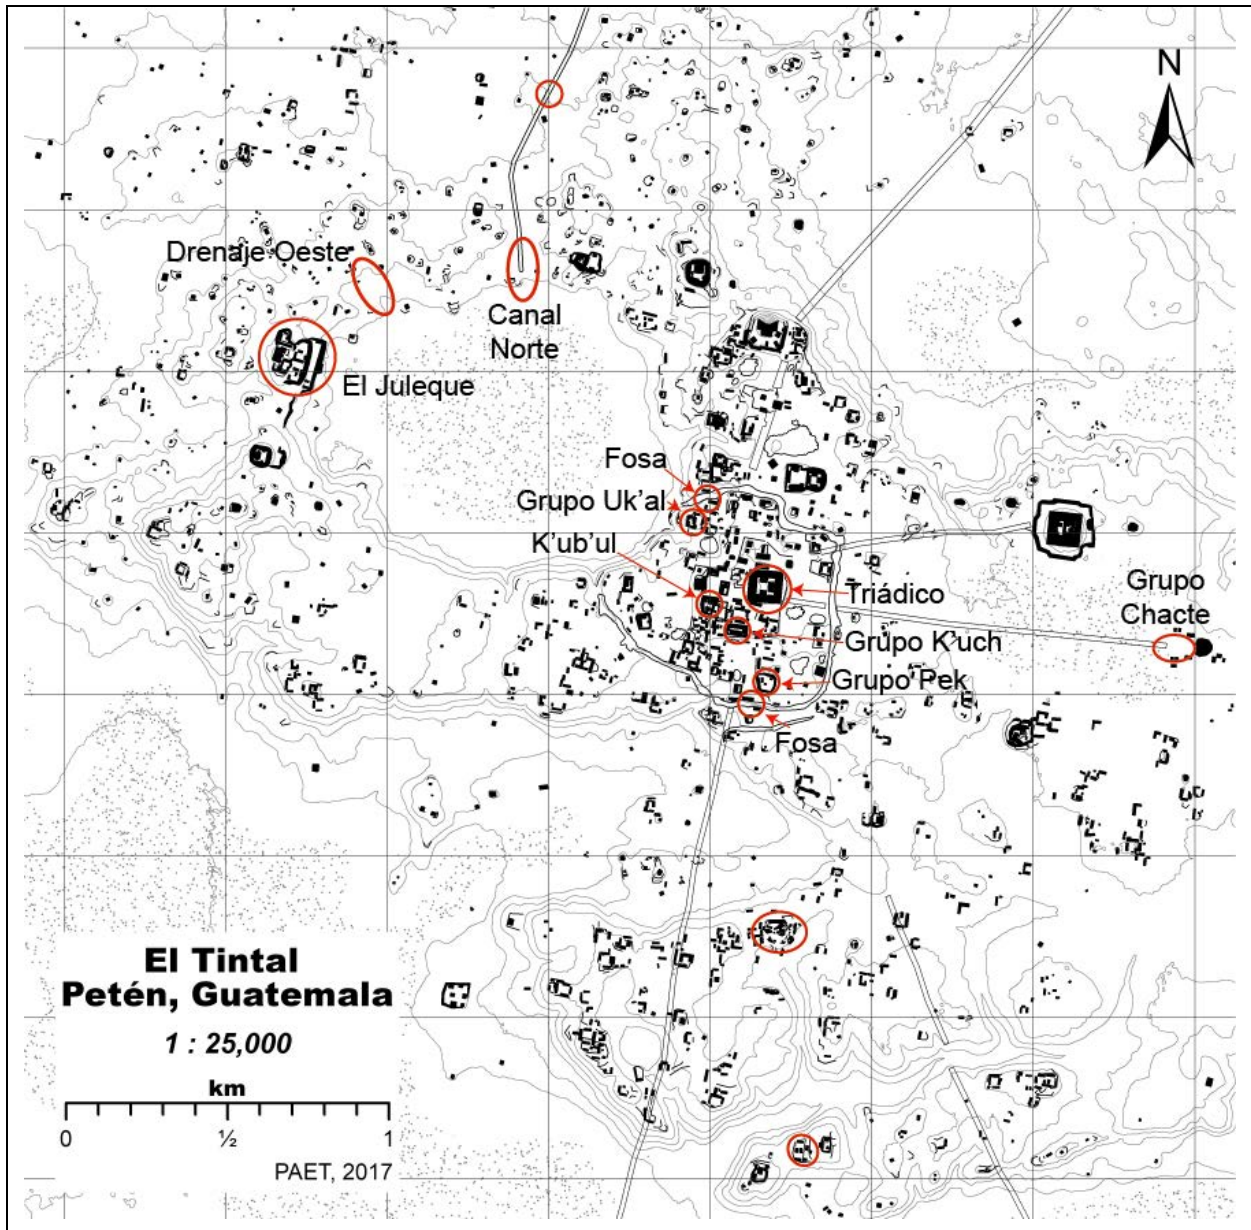 N
Drenaje Oeste
Canal
Norte
El Juleque
Fosa
Grupo Uk'al
K'ub'ul
Triádico
Grupo
Chacte
Grupo K'uch
Grupo Pek
Fosa
El Tintal
Petén, Guatemala
1 : 25,000
km
0 ½ 1
PAET, 2017